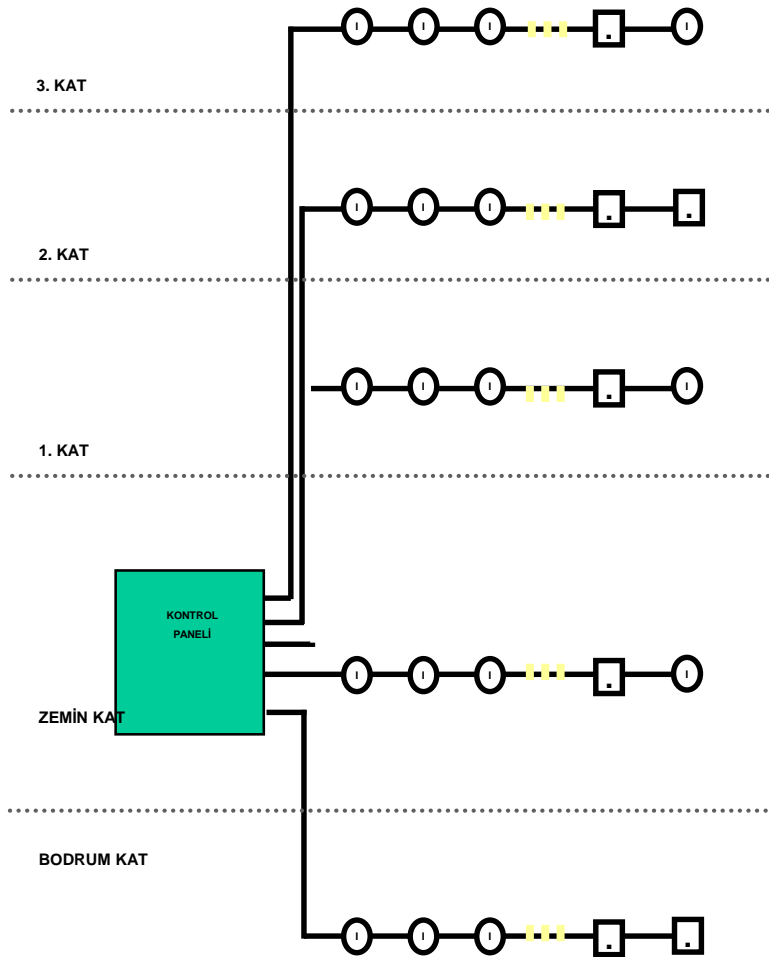 3. KAT
2. KAT
1. KAT
KONTROL
PANELİ
ZEMİN KAT
BODRUM KAT